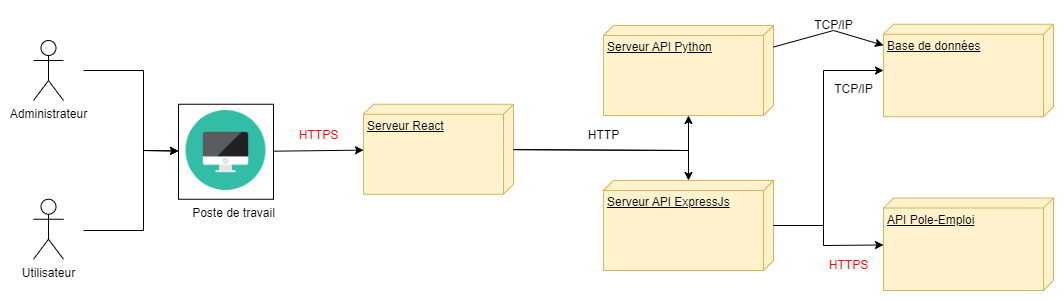 Administrateur
Utilisateur
Poste de travail
HTTPS
Serveur React
HTTP
Serveur API Python
Serveur API ExpressJs
TCP/IP
TCP/IP
HTTPS
Base de données
API Pole-Emploi